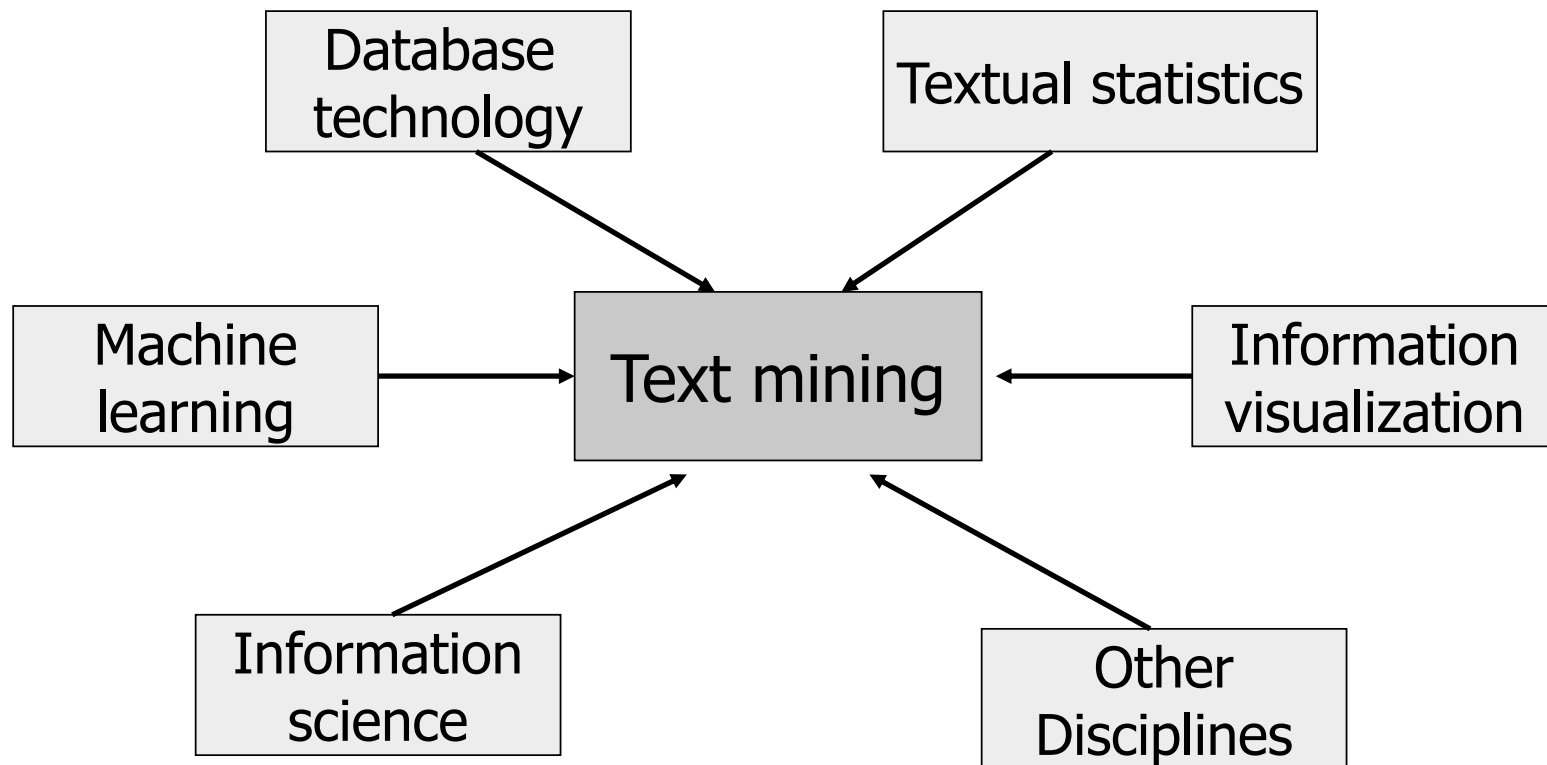 Database
technology
Textual statistics
Machine
learning
Text mining
Information
visualization
Information
science
Other
Disciplines